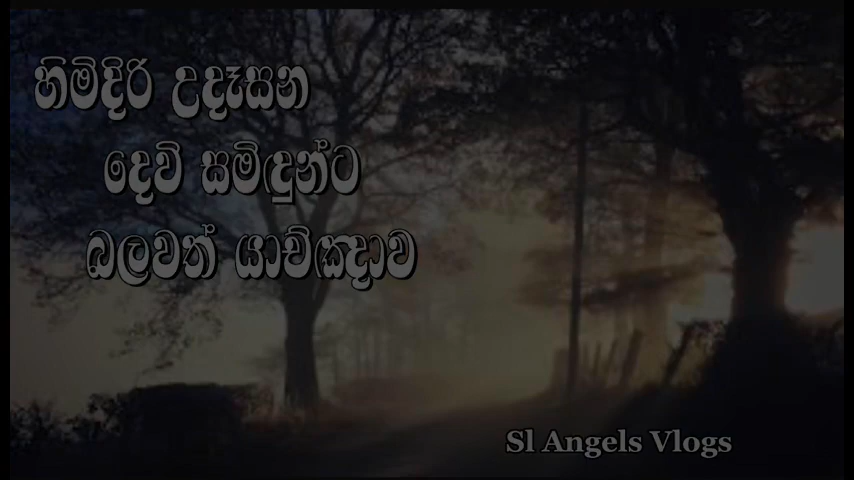 හිමිදිරි උදෑසන
දෙවි සමිඳුන්ට
බලවත් යාච්ඤාව
Sl Angels Vlogs